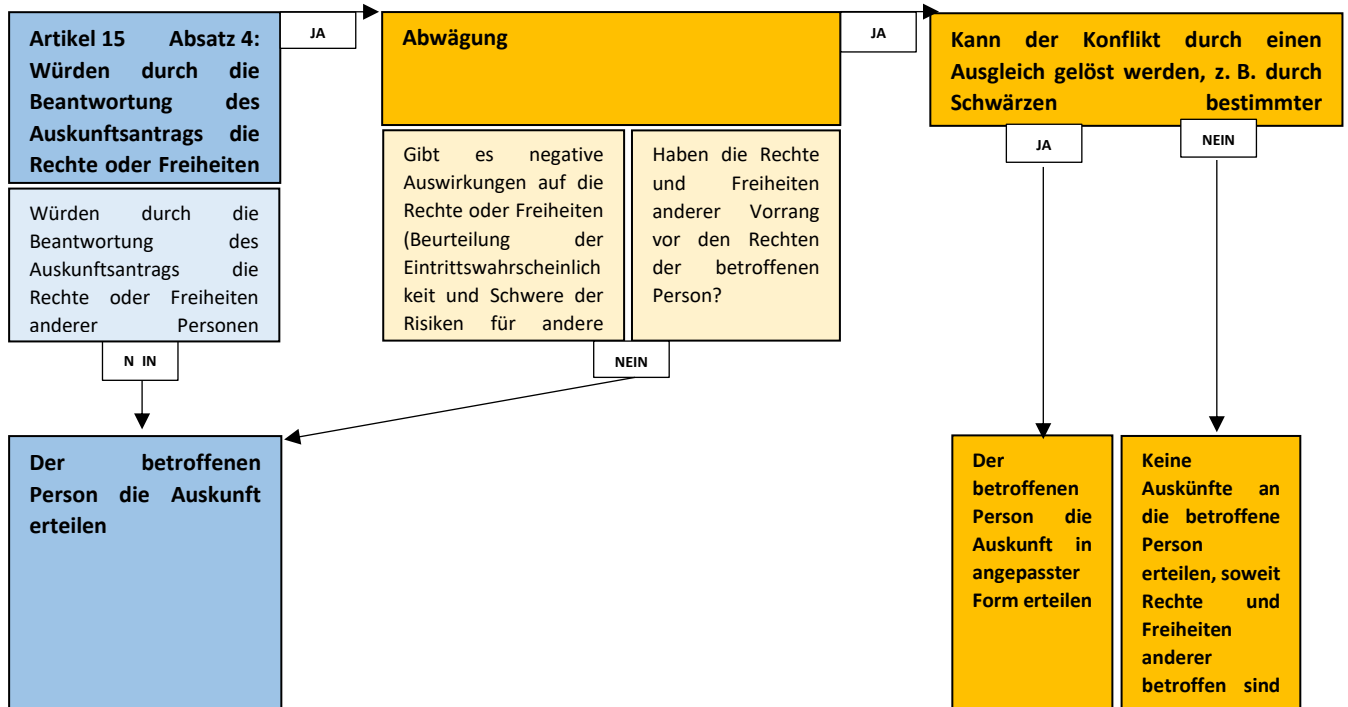 Artikel 15 Absatz 4:
Würden durch die
Beantwortung des
Auskunftsantrags die
Rechte oder Freiheiten
JA
Würden durch die
Beantwortung des
Auskunftsantrags die
Rechte oder Freiheiten
anderer Personen
N IN
Abwägung
JA
Gibt es negative
Auswirkungen auf die
Rechte oder Freiheiten
(Beurteilung der
Eintrittswahrscheinlich
keit und Schwere der
Risiken für andere
Haben die Rechte
und Freiheiten
anderer Vorrang
vor den Rechten
der betroffenen
Person?
NEIN
Kann der Konflikt durch einen
Ausgleich gelöst werden, z. B. durch
Schwärzen bestimmter
JA
NEIN
Der betroffenen
Person die Auskunft
erteilen
Der
betroffenen
Person die
Auskunft in
angepasster
Form erteilen
Keine
Auskünfte an
die betroffene
Person
erteilen, soweit
Rechte und
Freiheiten
anderer
betroffen sind